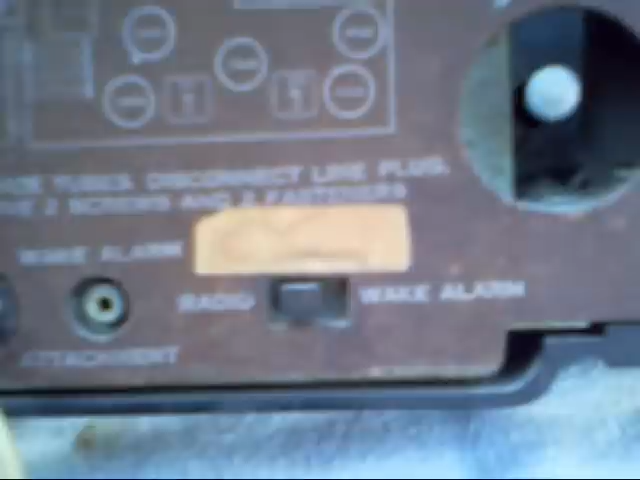 TUBES, DISCONNECT LINE PLUG.
2 SCREWS AND 2 FASTENERS
WAKE ALARM
RADIO WAKE ALARM
ATTACHMENT